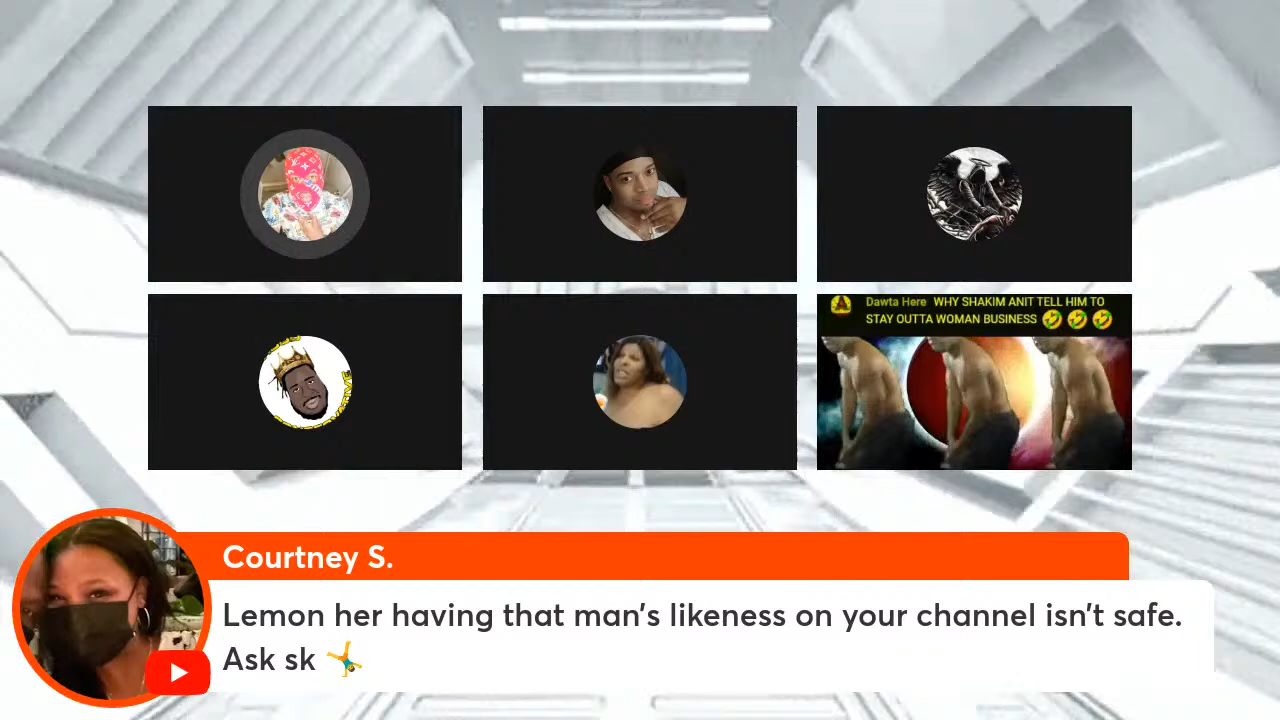 Dawta Here WHY SHAKIM ANIT TELL HIM TO
STAY OUTTA WOMAN BUSINESS 🤣 🤣 🤣
Courtney S.
Lemon her having that man's likeness on your channel isn't safe.
Ask sk 🤸